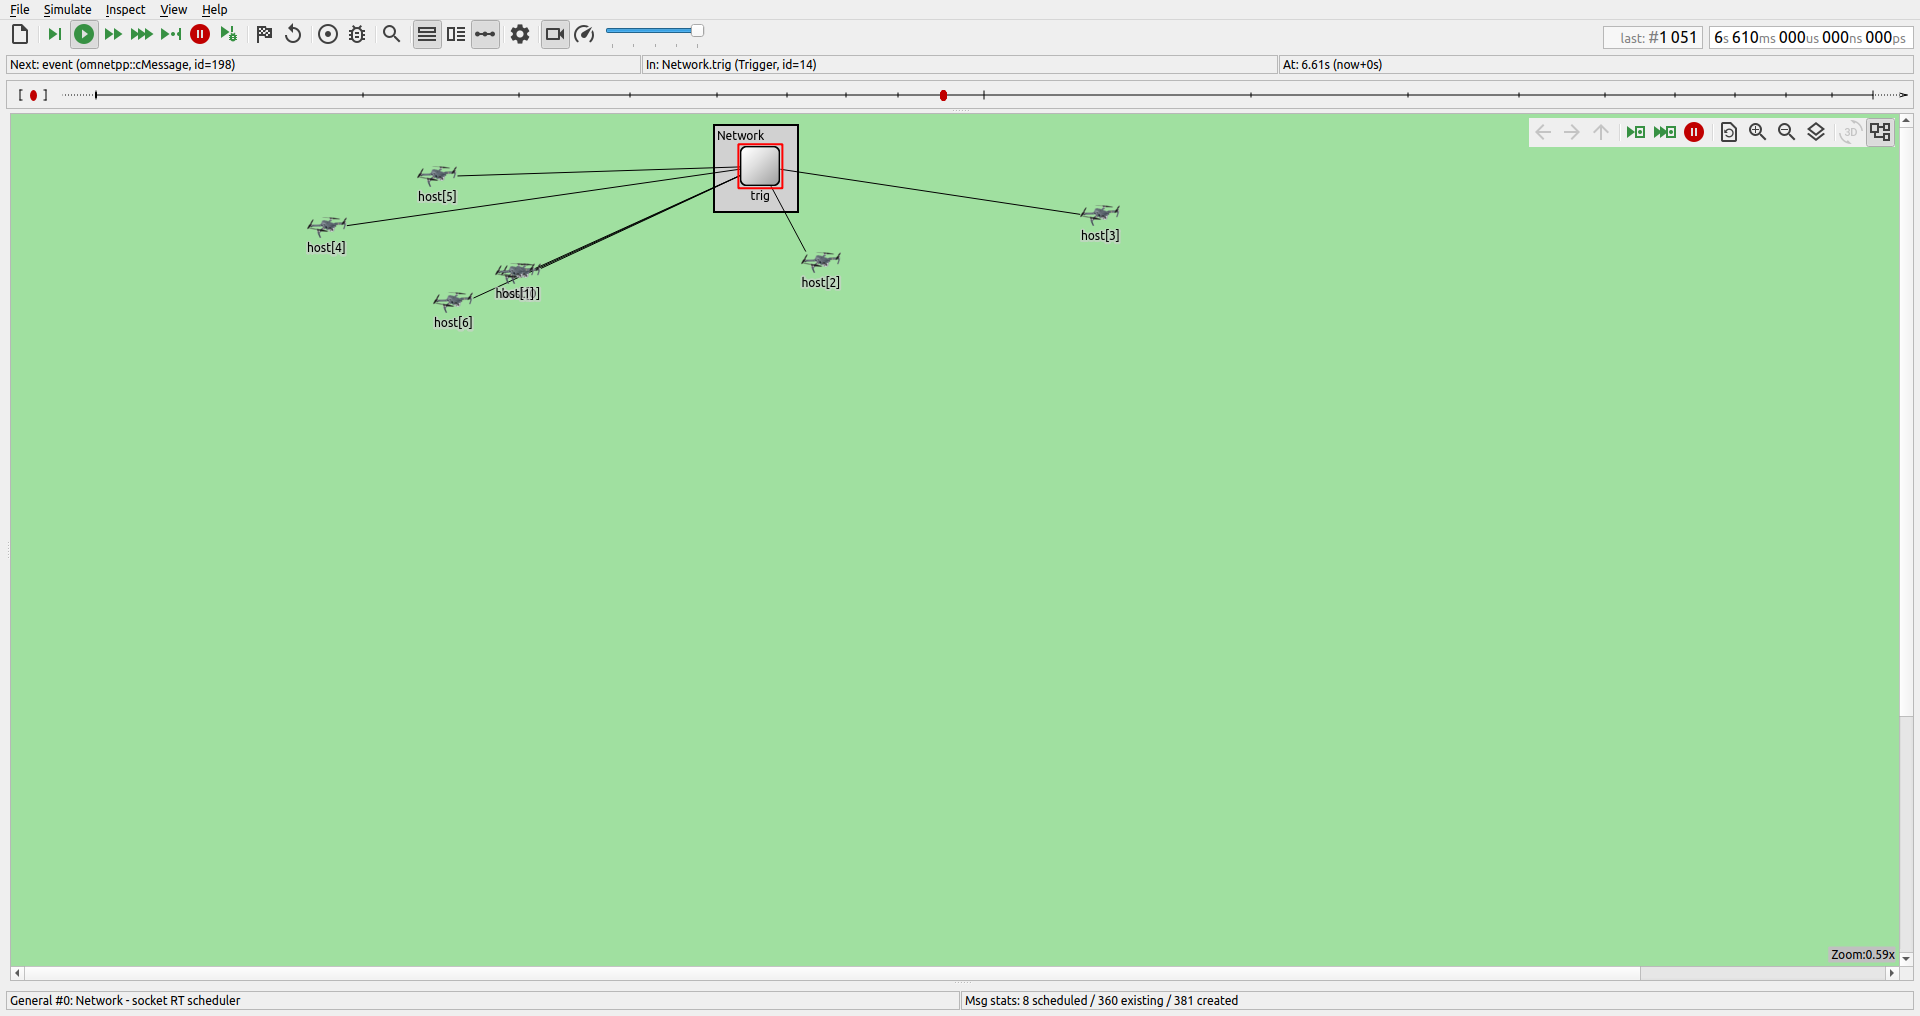 File Simulate Inspect View Help
last: #1 051 6s 610ms 000us 000ns 000ps
Next: event (omnetpp::cMessage, id=198) In: Network.trig (Trigger, id=14) At: 6.61s (now+0s)
[ ]
Network
3D
trig
host[5]
host[3]
host[4]
host[2]
host[1]
host[6]
Zoom:0.59x
General #0: Network - socket RT scheduler Msg stats: 8 scheduled / 360 existing / 381 created